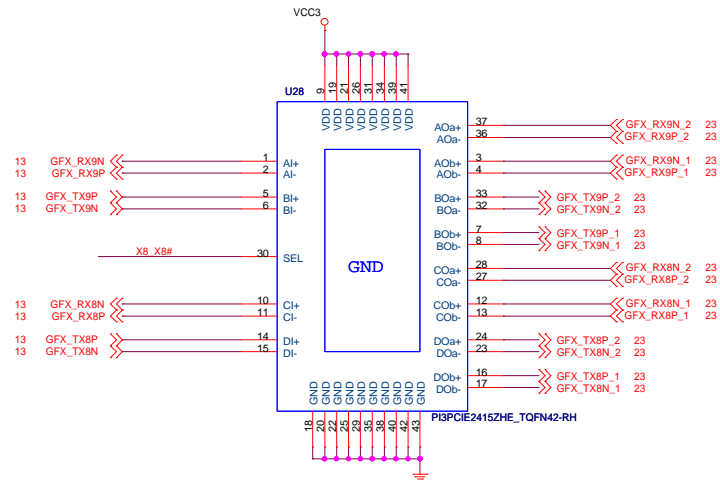 VCC3
U28
9 19 21 26 31 34 39 41
VDD VDD VDD VDD VDD VDD VDD VDD
AOa+ 37 GFX_RX9N_2 23
AOa- 36 GFX_RX9P_2 23
13 GFX_RX9N 1 AI+ AOb+ 3 GFX_RX9N_1 23
13 GFX_RX9P 2 AI- AOb- 4 GFX_RX9P_1 23
13 GFX_TX9P 5 BI+ BOa+ 33 GFX_TX9P_2 23
13 GFX_TX9N 6 BI- BOa- 32 GFX_TX9N_2 23
BOb+ 7 GFX_TX9P_1 23
BOb- 8 GFX_TX9N_1 23
X8_X8# 30 SEL
GND
COa+ 28 GFX_RX8N_2 23
COa- 27 GFX_RX8P_2 23
13 GFX_RX8N 10 CI+ COb+ 12 GFX_RX8N_1 23
13 GFX_RX8P 11 CI- COb- 13 GFX_RX8P_1 23
13 GFX_TX8P 14 DI+ DOa+ 24 GFX_TX8P_2 23
13 GFX_TX8N 15 DI- DOa- 23 GFX_TX8N_2 23
DOb+ 16 GFX_TX8P_1 23
DOb- 17 GFX_TX8N_1 23
GND GND GND GND GND GND GND GND GND GND
PI3PCIE2415ZHE_TQFN42-RH
18 20 22 25 29 35 38 40 42 43